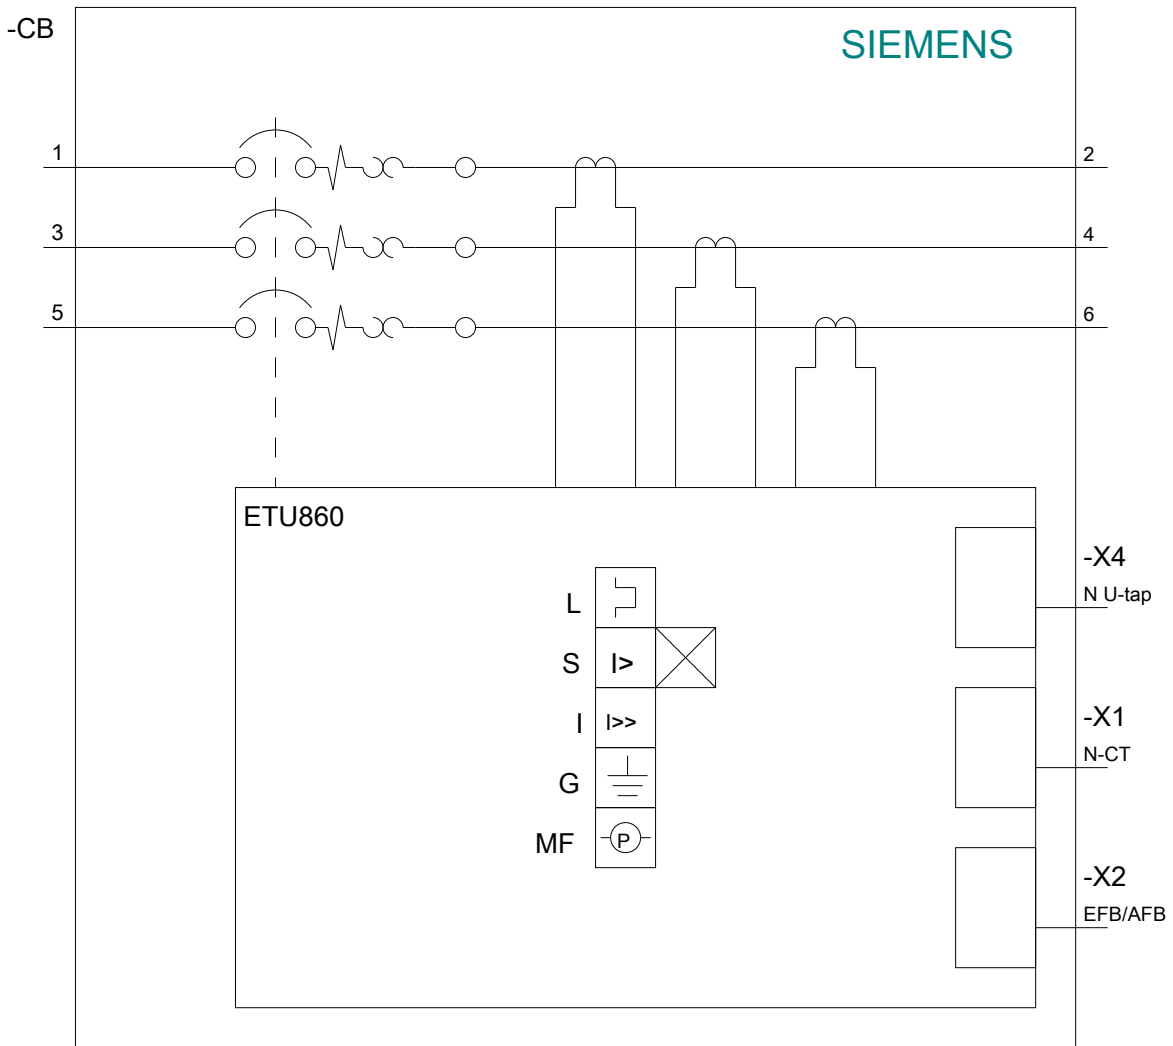 -CB
SIEMENS
1
2
3
4
5
6
ETU860
-X4
N U-tap
L
S
I>
I
I>>
-X1
N-CT
G
MF
P
-X2
EFB/AFB